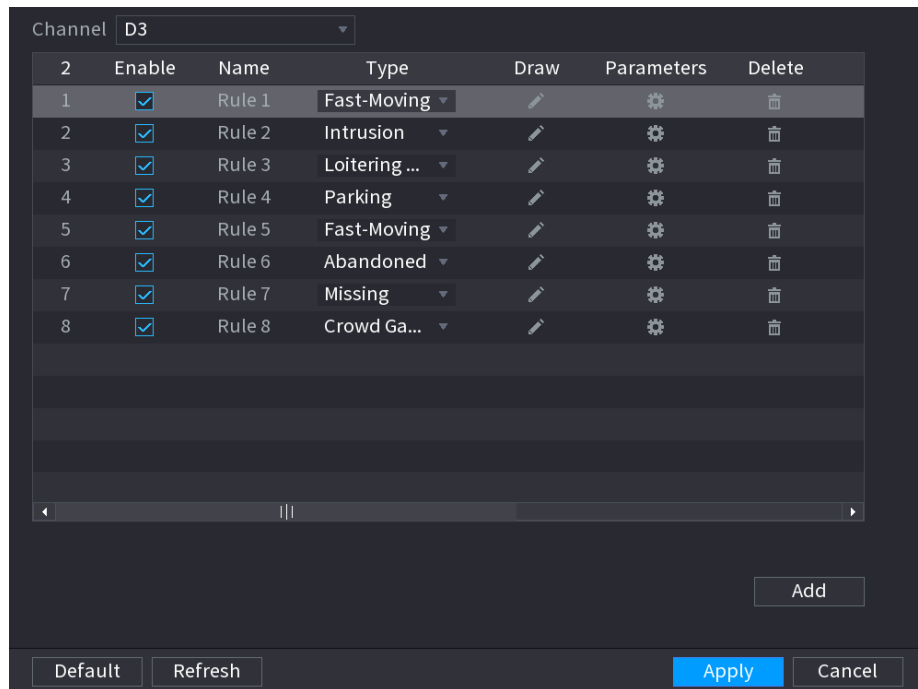 Channel D3
2 Enable Name Type Draw Parameters Delete
1 Rule 1 Fast-Moving
2 Rule 2 Intrusion
3 Rule 3 Loitering ...
4 Rule 4 Parking
5 Rule 5 Fast-Moving
6 Rule 6 Abandoned
7 Rule 7 Missing
8 Rule 8 Crowd Ga...
Add
Default Refresh Apply Cancel